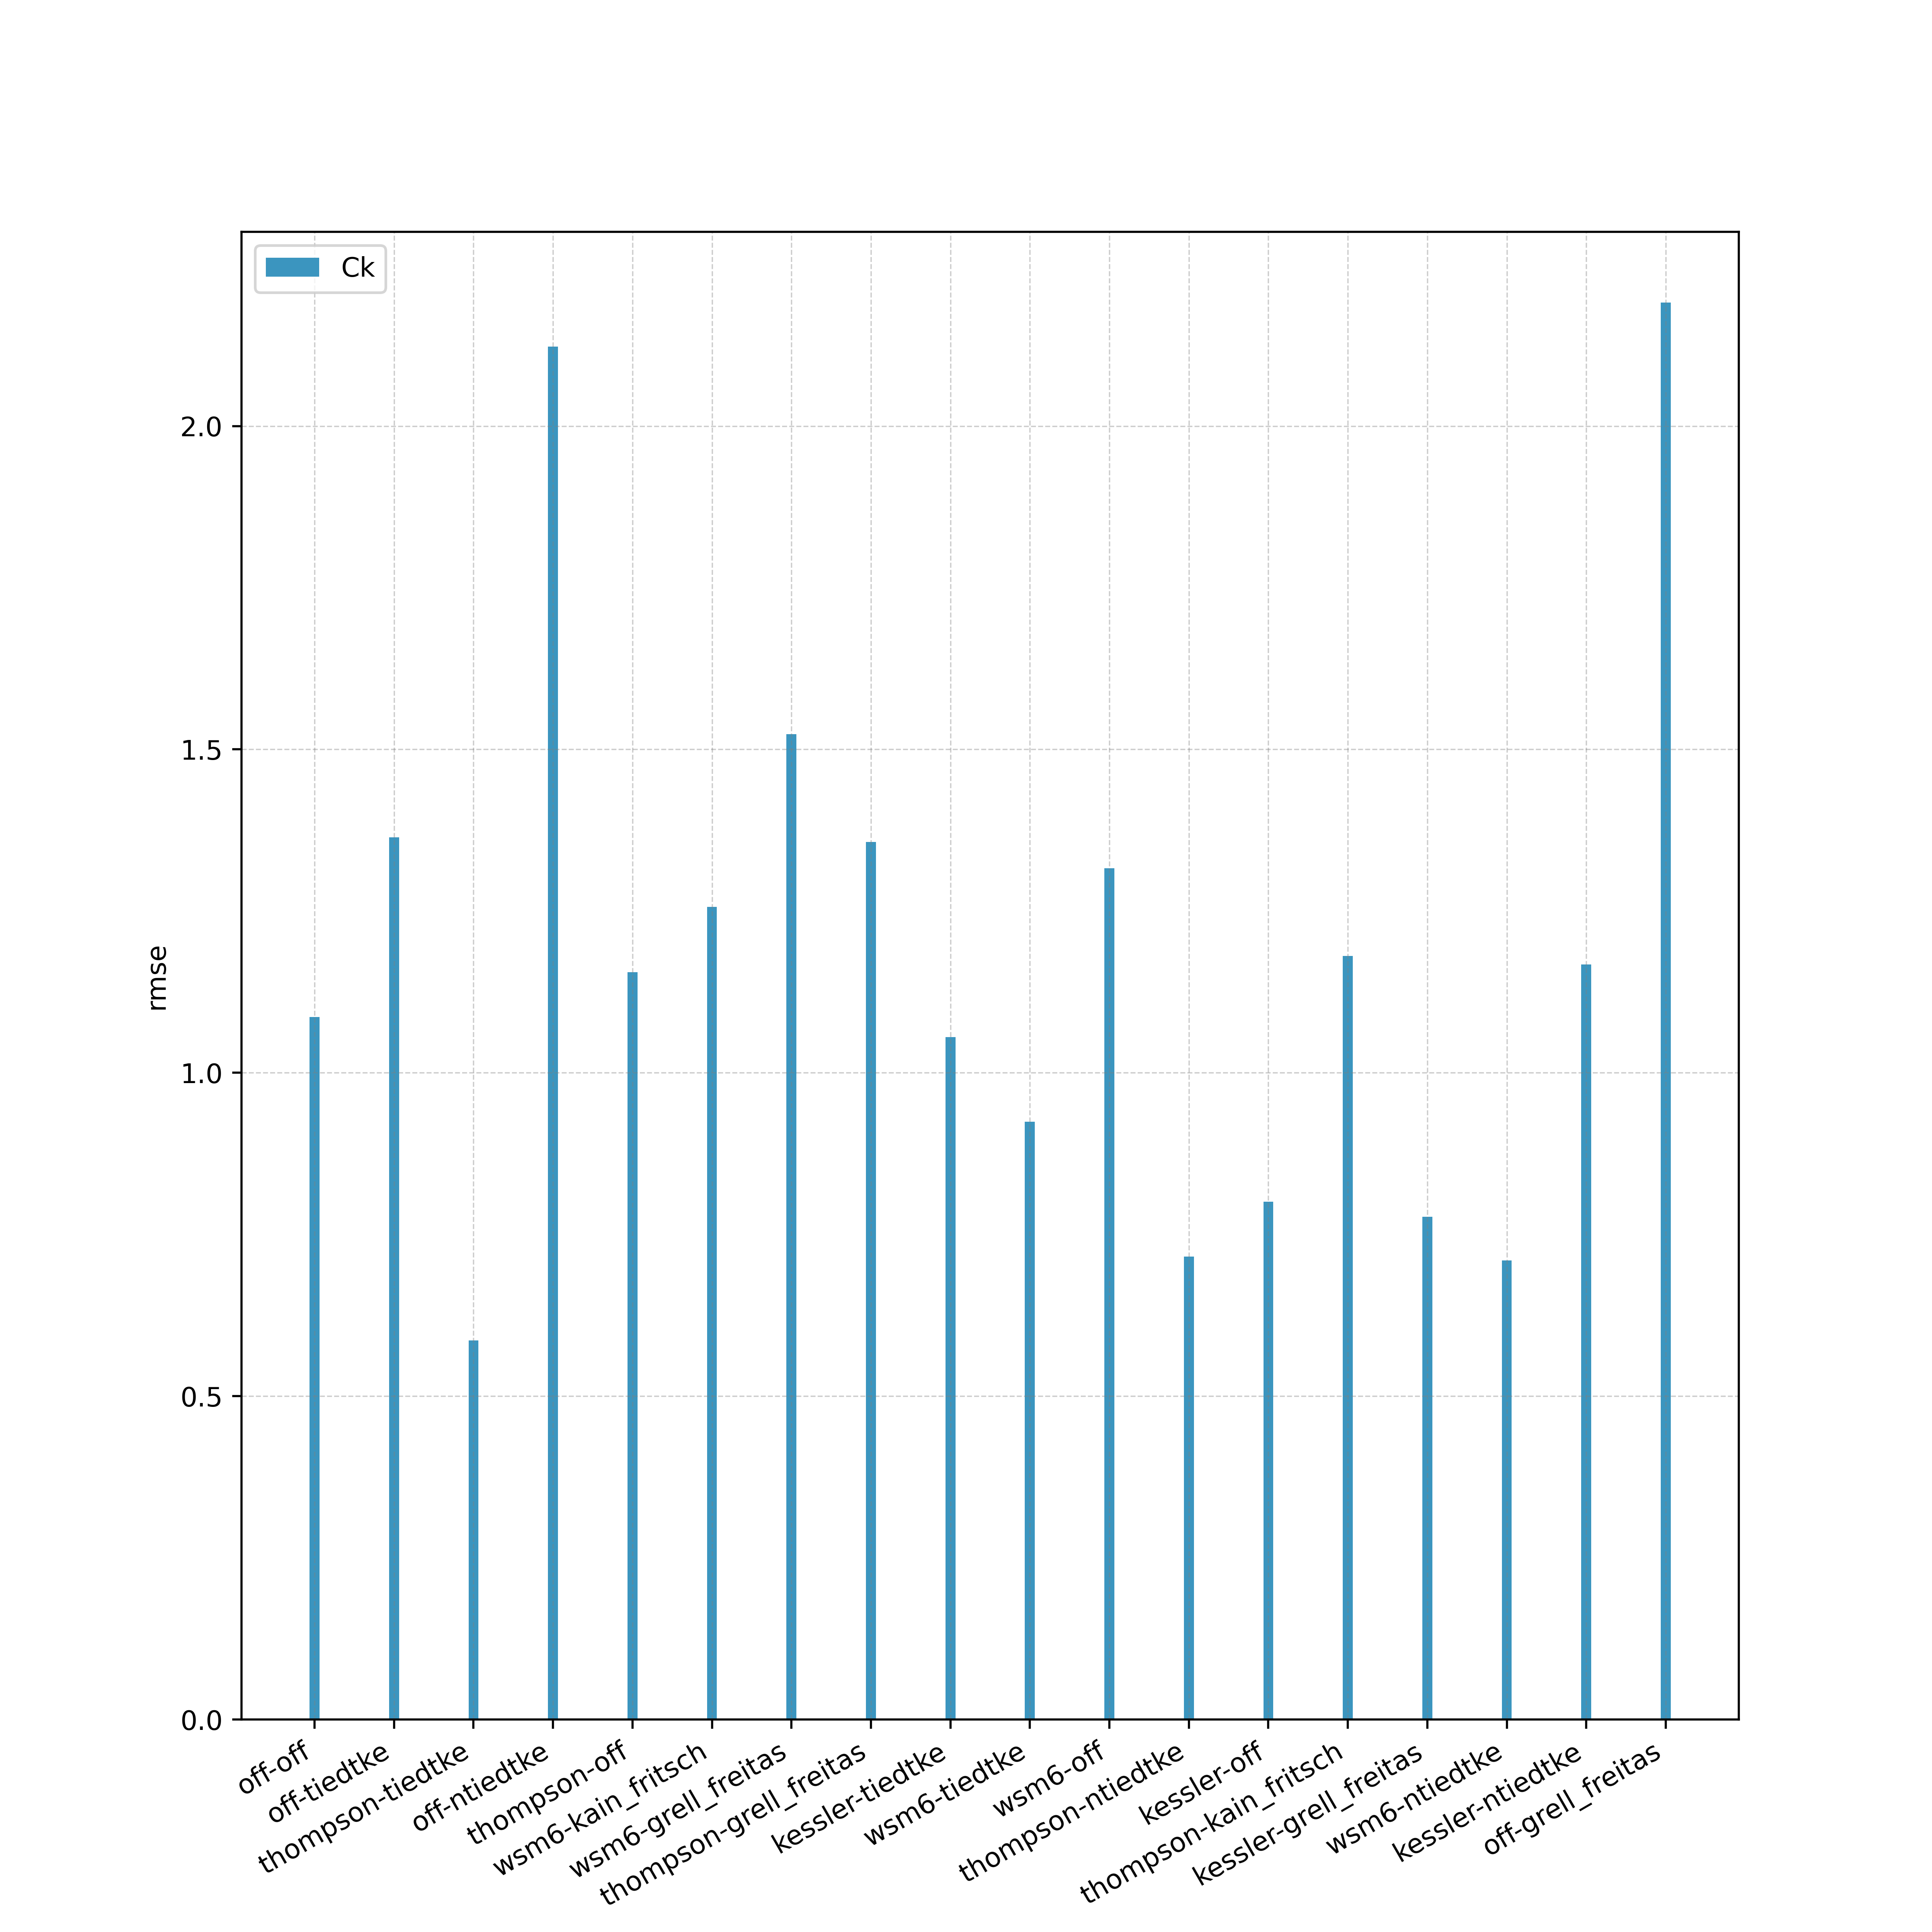 Ck
2.0
1.5
1.0
0.5
0.0
rmse
off-off
off-tiedtke
thompson-tiedtke
off-ntiedtke
thompson-off
wsm6-kain_fritsch
wsm6-grell_freitas
thompson-grell_freitas
kessler-tiedtke
wsm6-tiedtke
wsm6-off
thompson-ntiedtke
kessler-off
thompson-kain_fritsch
kessler-grell_freitas
wsm6-ntiedtke
kessler-ntiedtke
off-grell_freitas